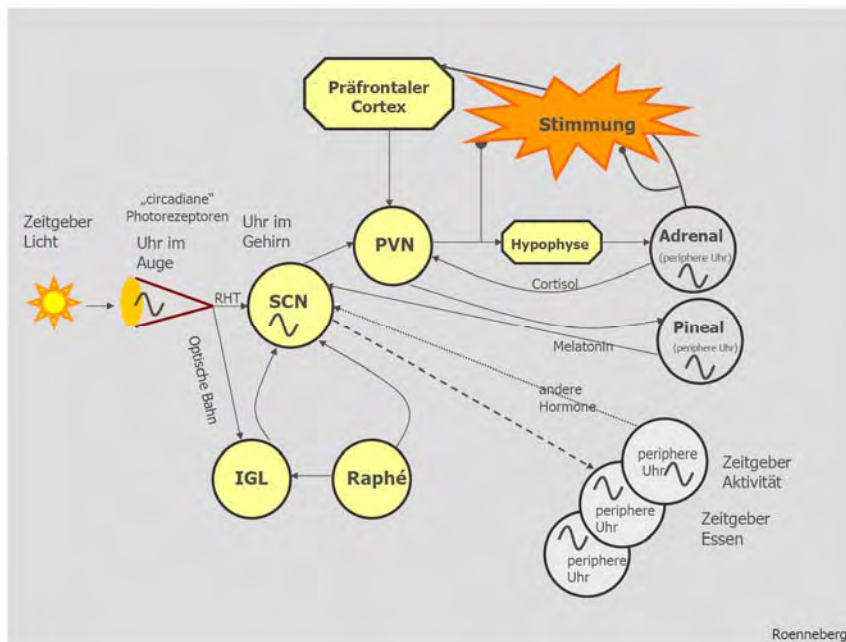 Präfrontaler
Cortex
Stimmung
„circadiane“
Photorezeptoren
Zeitgeber
Licht
Uhr im
Auge
Uhr im
Gehirn
PVN
Hypophyse
Adrenal
(periphere Uhr)
Cortisol
RHT
SCN
Pineal
(periphere Uhr)
Melatonin
Optische Bahn
andere
Hormone
IGL
Raphé
periphere
Uhr
Zeitgeber
Aktivität
periphere
Uhr
Zeitgeber
Essen
periphere
Uhr
Roenneberg